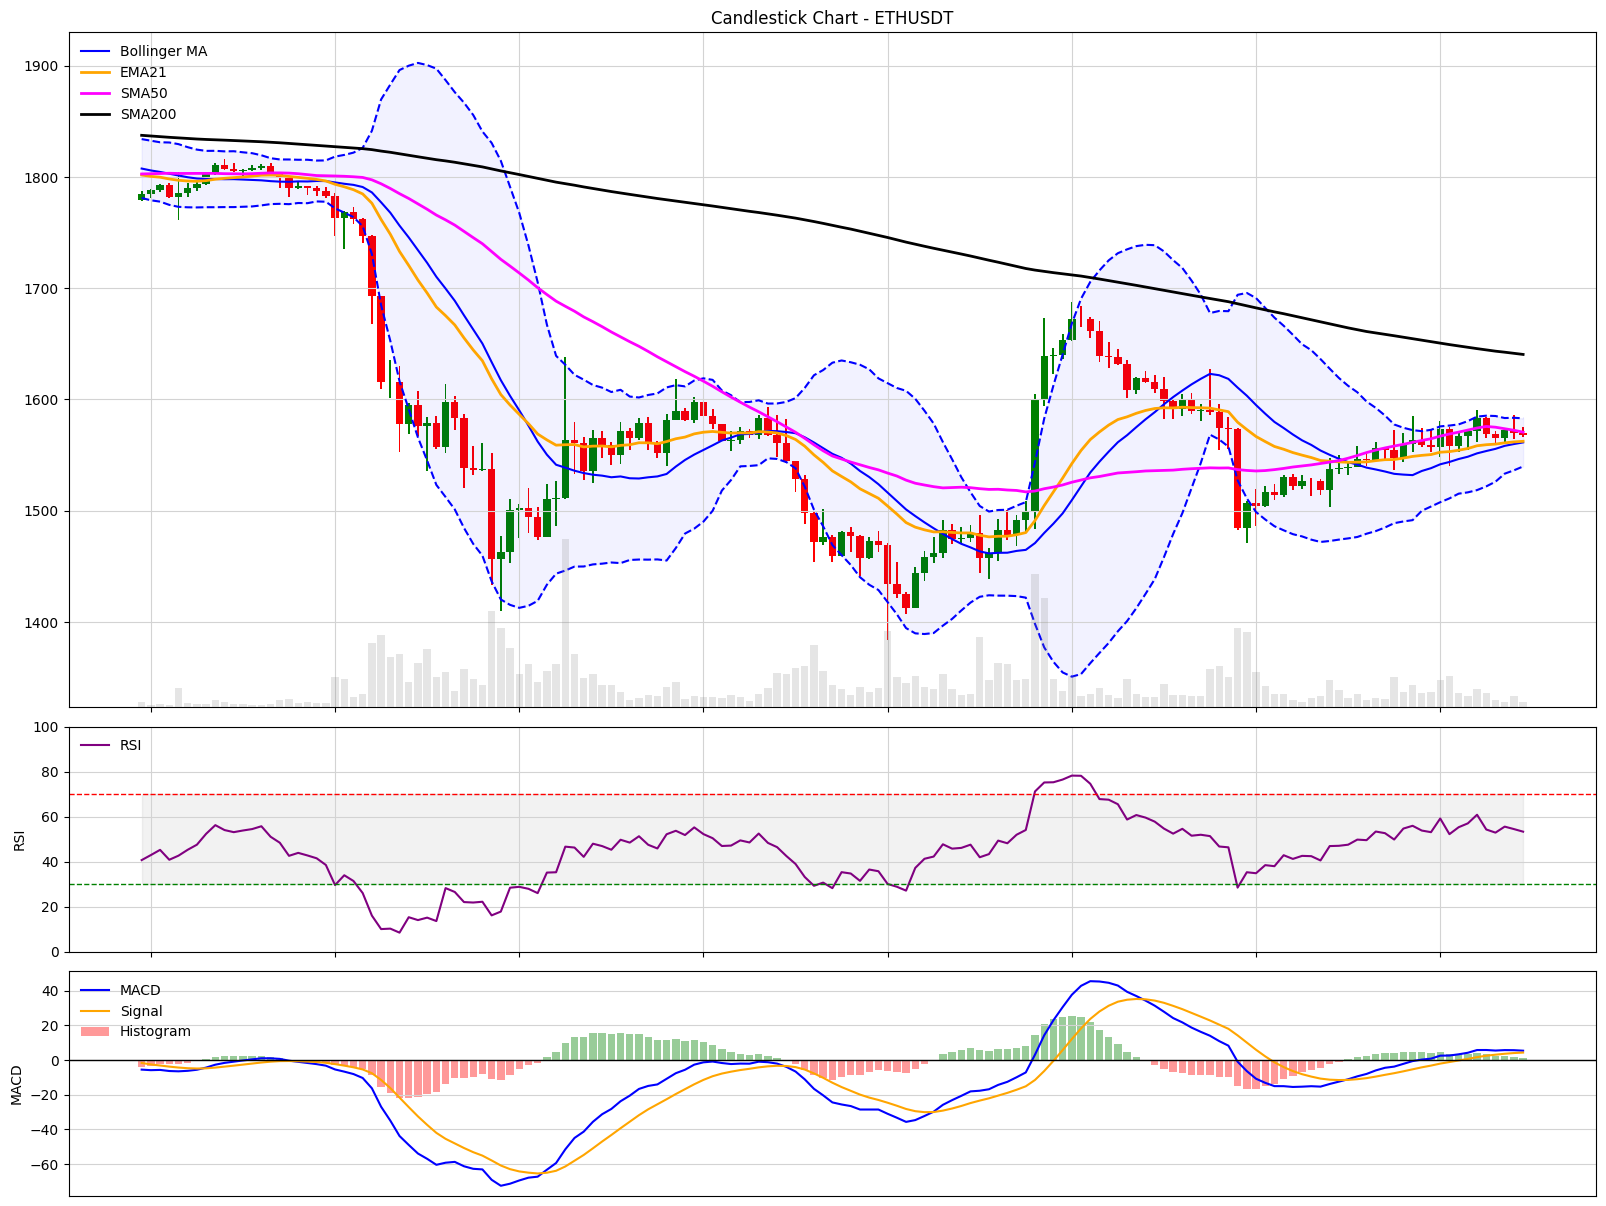 Candlestick Chart - ETHUSDT
Bollinger MA
EMA21
SMA50
SMA200
1900
1800
1700
1600
1500
1400
RSI
100
80
60
40
20
0
RSI
MACD
Signal
Histogram
40
20
0
−20
−40
−60
MACD